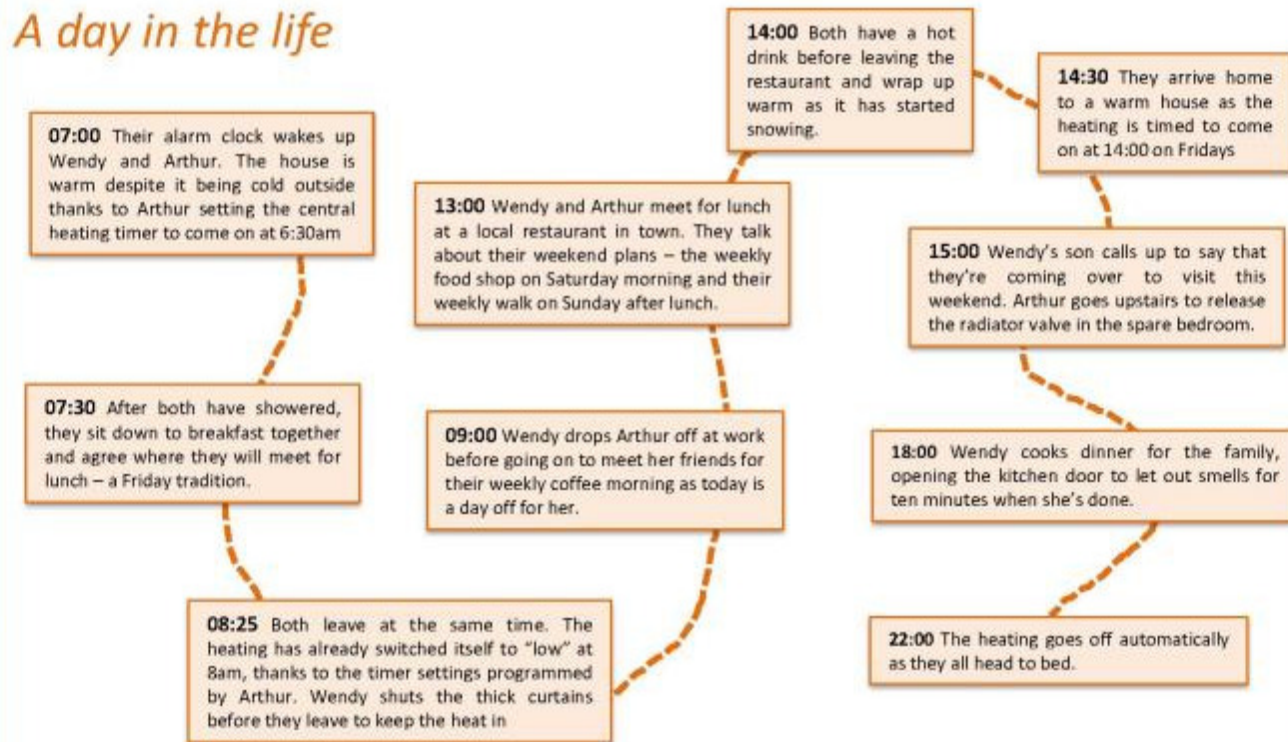 A day in the life
07:00 Their alarm clock wakes up
Wendy and Arthur. The house is
warm despite it being cold outside
thanks to Arthur setting the central
heating timer to come on at 6:30am
07:30 After both have showered,
they sit down to breakfast together
and agree where they will meet for
lunch – a Friday tradition.
08:25 Both leave at the same time. The
heating has already switched itself to “low” at
8am, thanks to the timer settings programmed
by Arthur. Wendy shuts the thick curtains
before they leave to keep the heat in
09:00 Wendy drops Arthur off at work
before going on to meet her friends for
their weekly coffee morning as today is
a day off for her.
13:00 Wendy and Arthur meet for lunch
at a local restaurant in town. They talk
about their weekend plans – the weekly
food shop on Saturday morning and their
weekly walk on Sunday after lunch.
14:00 Both have a hot
drink before leaving the
restaurant and wrap up
warm as it has started
snowing.
14:30 They arrive home
to a warm house as the
heating is timed to come
on at 14:00 on Fridays
15:00 Wendy’s son calls up to say that
they’re coming over to visit this
weekend. Arthur goes upstairs to release
the radiator valve in the spare bedroom.
18:00 Wendy cooks dinner for the family,
opening the kitchen door to let out smells for
ten minutes when she’s done.
22:00 The heating goes off automatically
as they all head to bed.